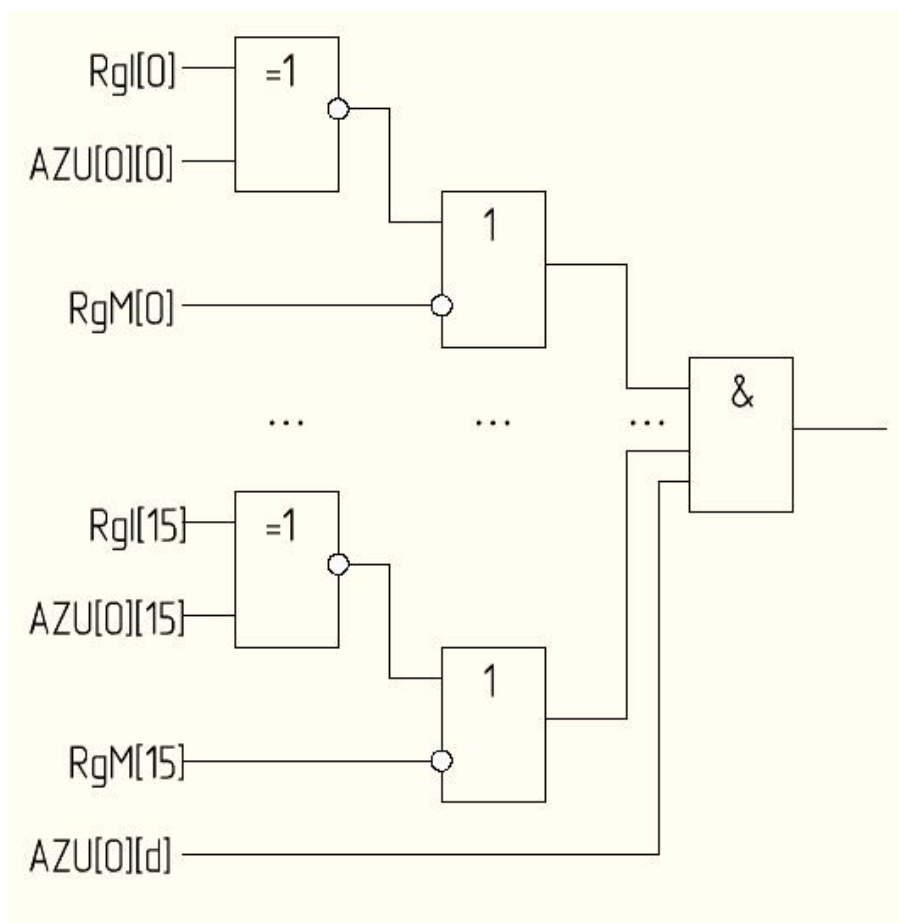 RgI[0]
=1
AZU[0][0]
1
RgM[0]
&
... ... ...
RgI[15]
=1
AZU[0][15]
1
RgM[15]
AZU[0][d]